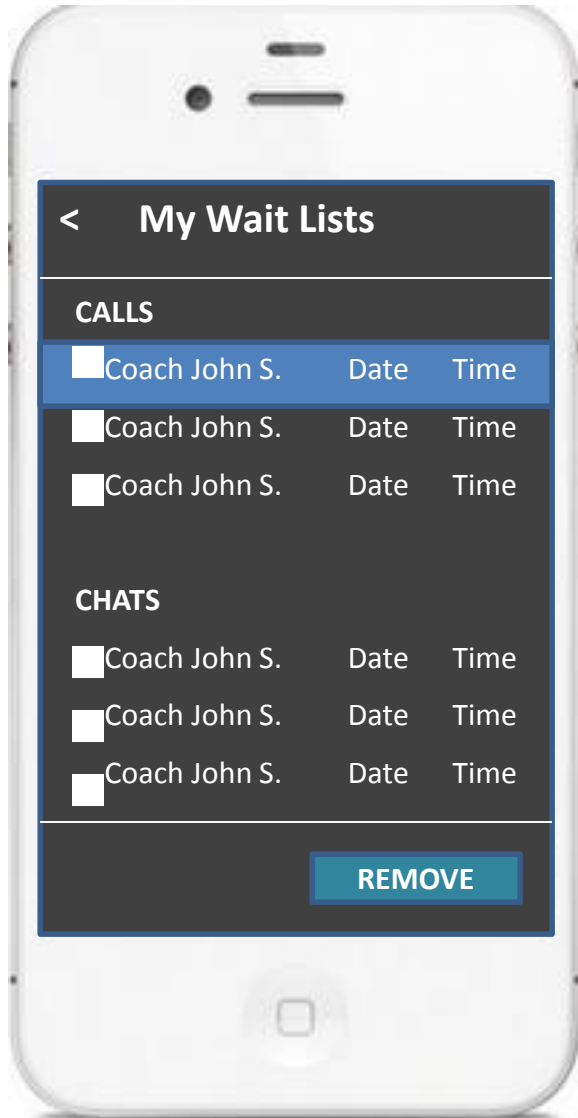 < My Wait Lists
CALLS
Coach John S. Date Time
Coach John S. Date Time
Coach John S. Date Time
CHATS
Coach John S. Date Time
Coach John S. Date Time
Coach John S. Date Time
REMOVE